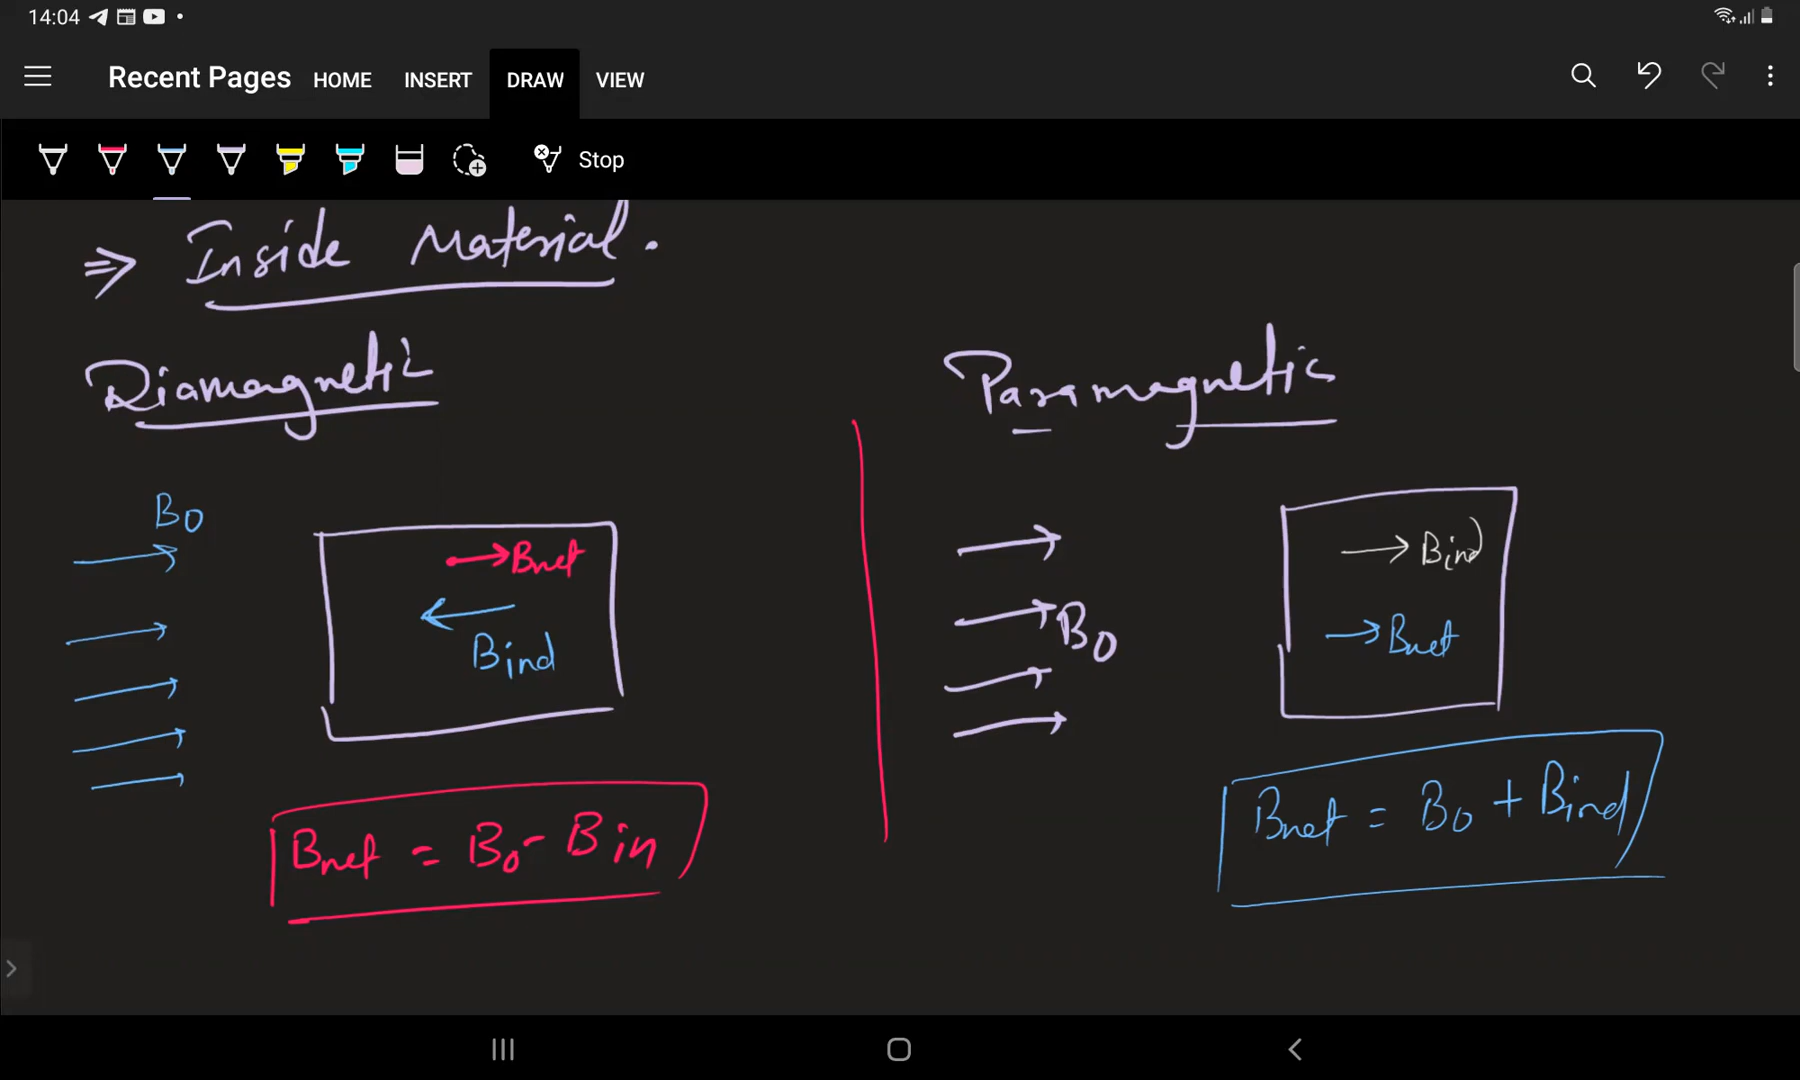 14:04
Recent Pages HOME INSERT DRAW VIEW
Stop
⇒ Inside Material.
Diamagnetic
Paramagnetic
B0
→ Bnet
← Bind
B0
→ Bind
→ Bnet
Bnet = B0 - Bin
Bnet = B0 + Bind